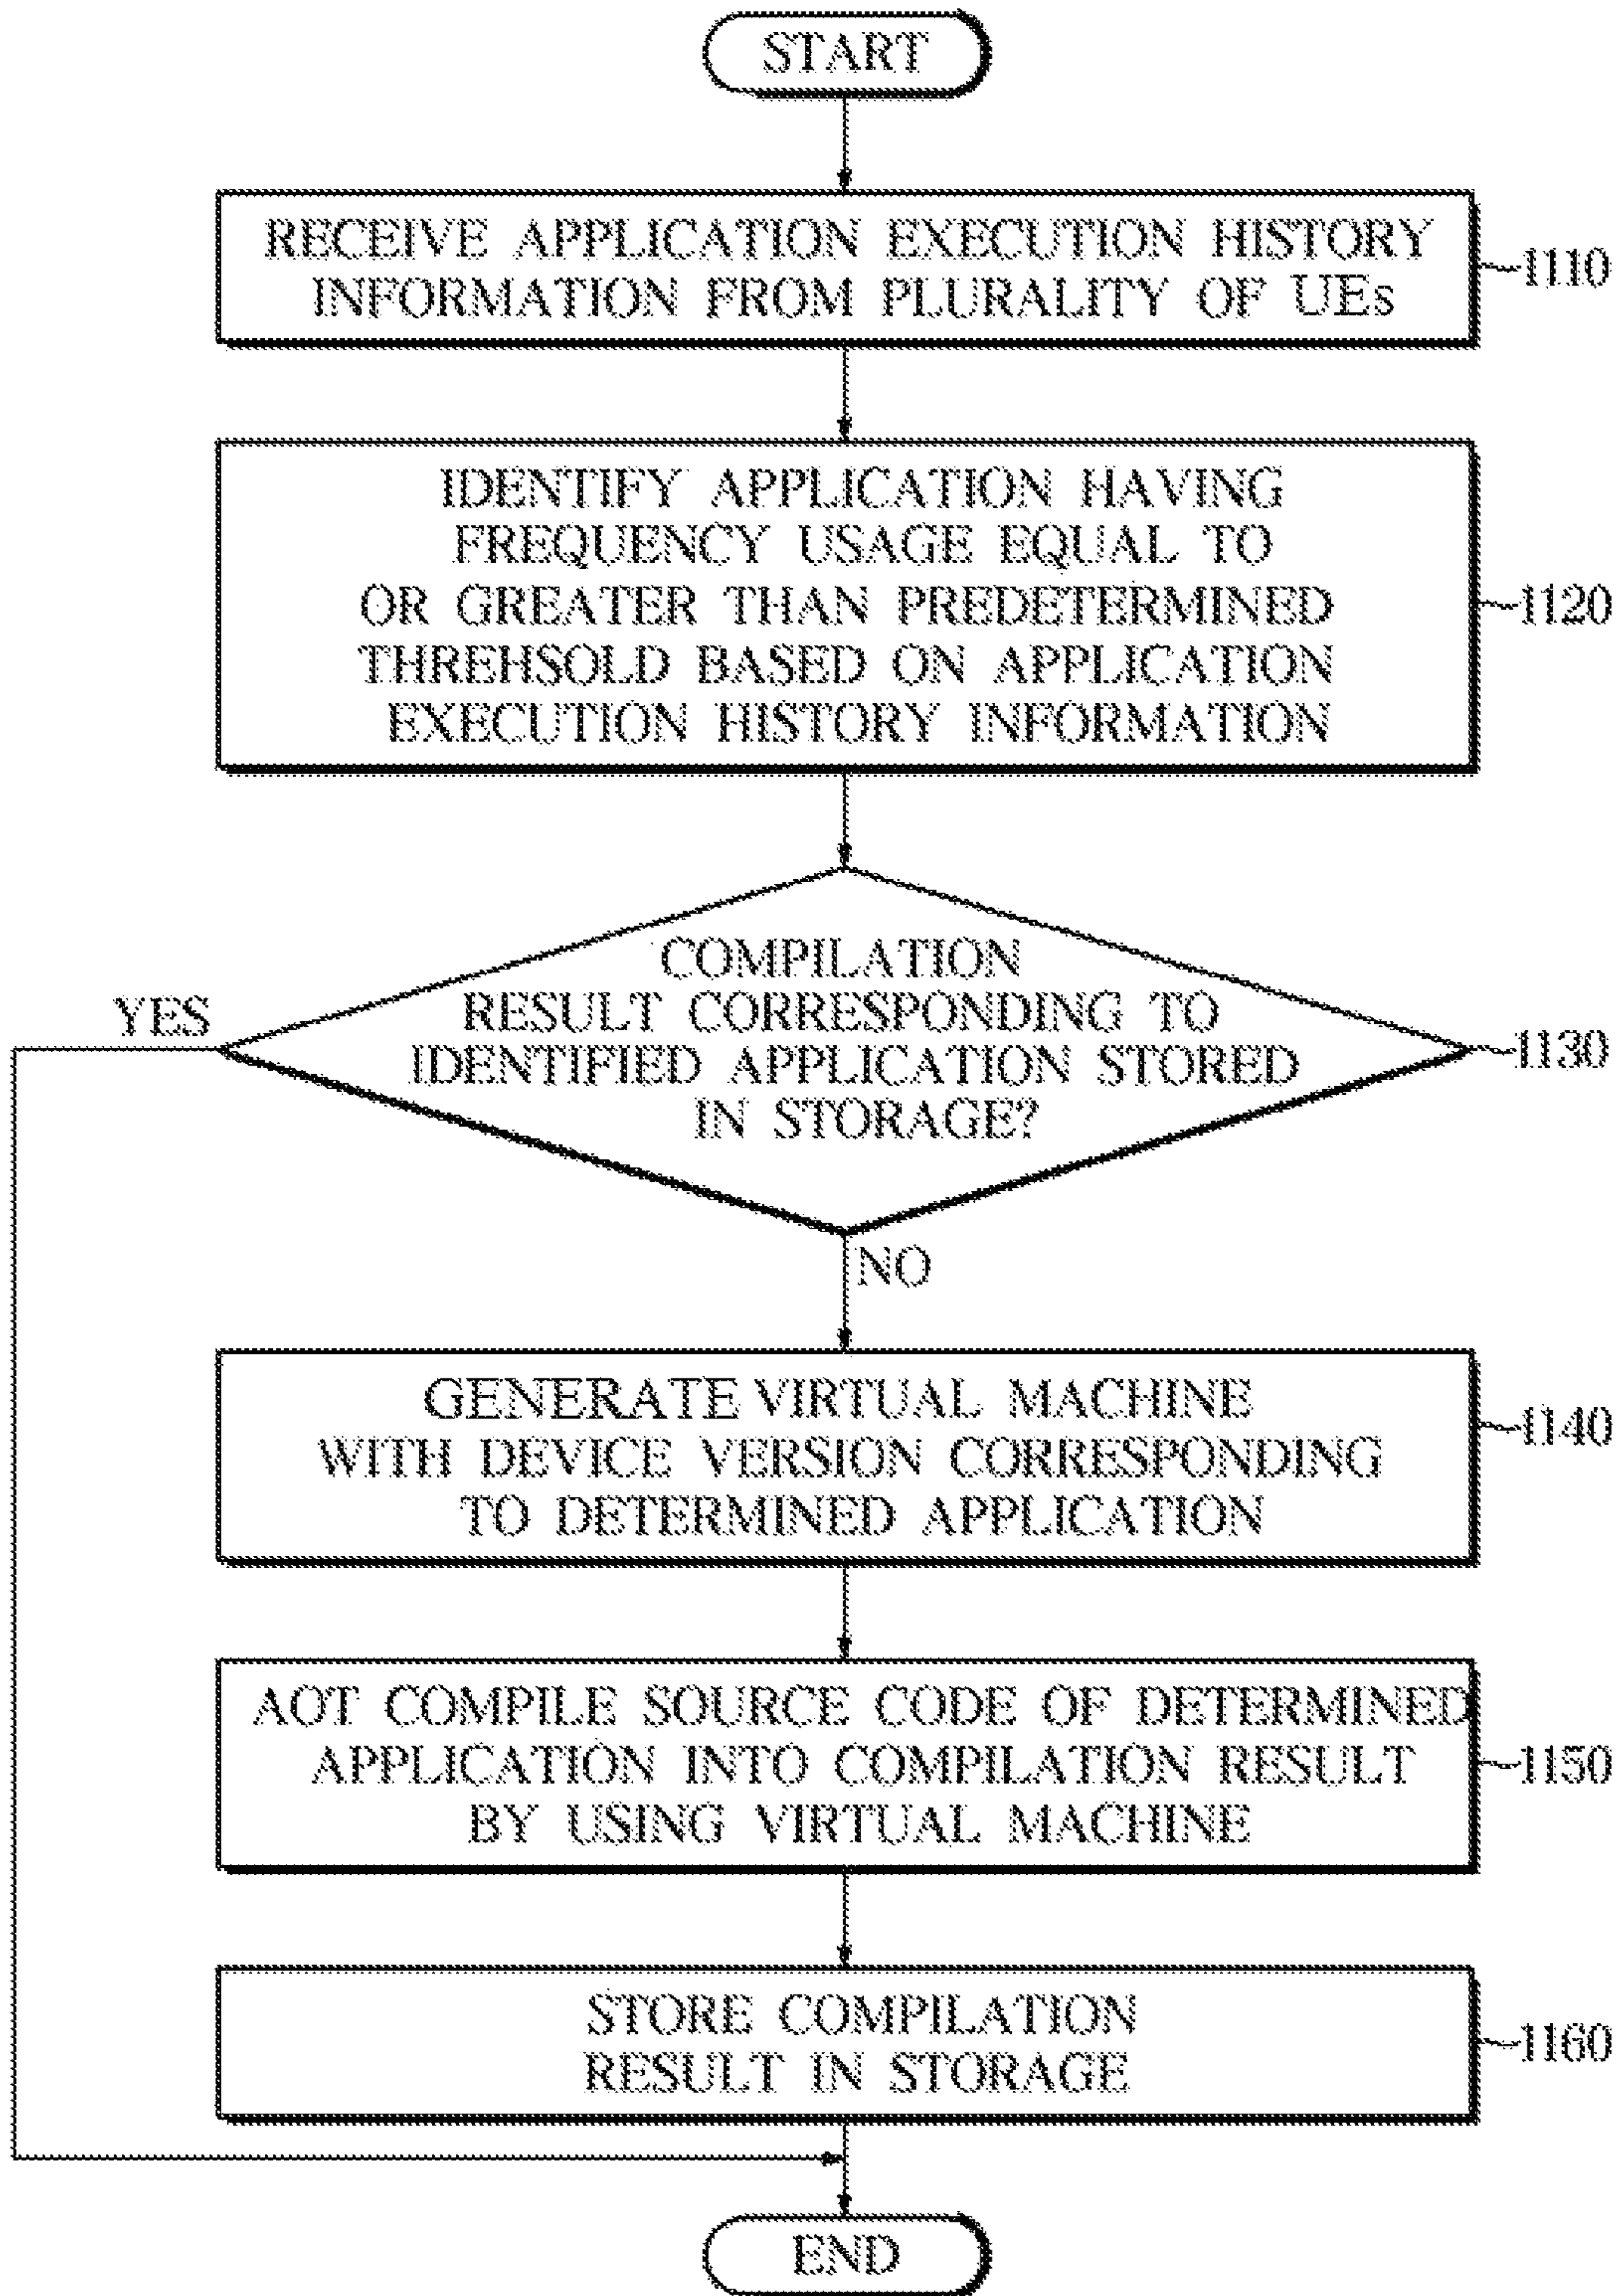 START
RECEIVE APPLICATION EXECUTION HISTORY
INFORMATION FROM PLURALITY OF UEs
1110
IDENTIFY APPLICATION HAVING
FREQUENCY USAGE EQUAL TO
OR GREATER THAN PREDETERMINED
THREHSOLD BASED ON APPLICATION
EXECUTION HISTORY INFORMATION
1120
COMPILATION
RESULT CORRESPONDING TO
IDENTIFIED APPLICATION STORED
IN STORAGE?
1130
YES
NO
GENERATE VIRTUAL MACHINE
WITH DEVICE VERSION CORRESPONDING
TO DETERMINED APPLICATION
1140
AOT COMPILE SOURCE CODE OF DETERMINED
APPLICATION INTO COMPILATION RESULT
BY USING VIRTUAL MACHINE
1150
STORE COMPILATION
RESULT IN STORAGE
1160
END